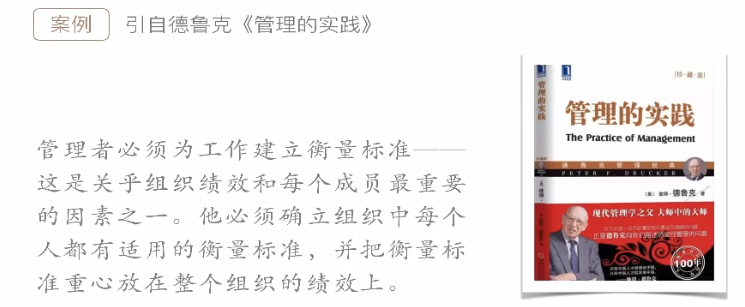 案例
引自德鲁克《管理的实践》
管理者必须为工作建立衡量标准——
这是关乎组织绩效和每个成员最重要
的因素之一。他必须确立组织中每个
人都有适用的衡量标准，并把衡量标
准重心放在整个组织的绩效上。
[珍·藏·版]
管理的实践
The Practice of Management
德鲁克管理经典
PETER F. DRUCKER
(美) 彼得·德鲁克 著
现代管理学之父 大师中的大师
100年
管理的实践